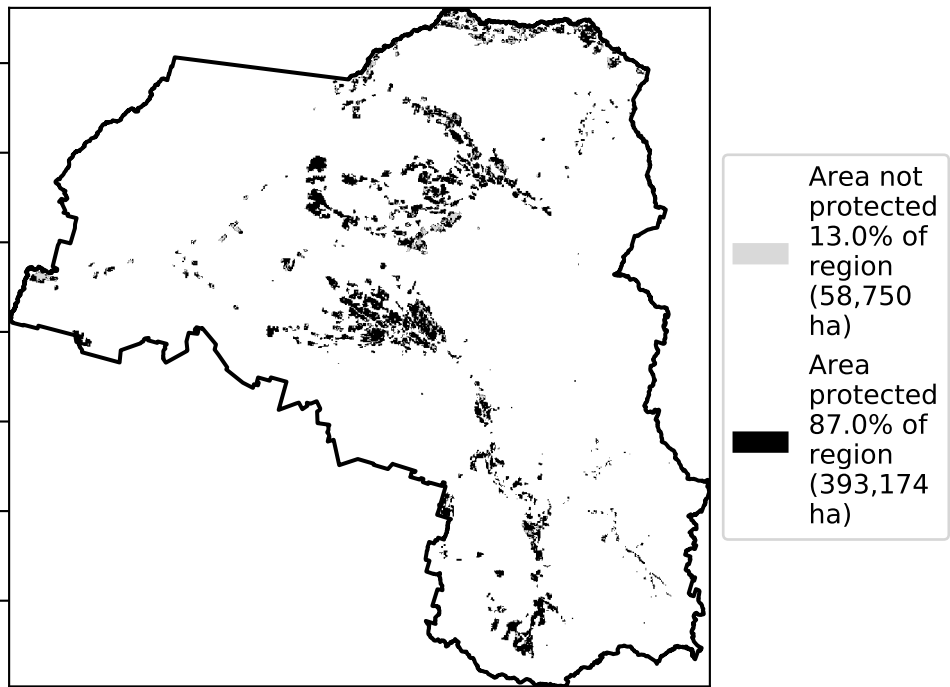 Area not
protected
13.0% of
region
(58,750
ha)
Area
protected
87.0% of
region
(393,174
ha)